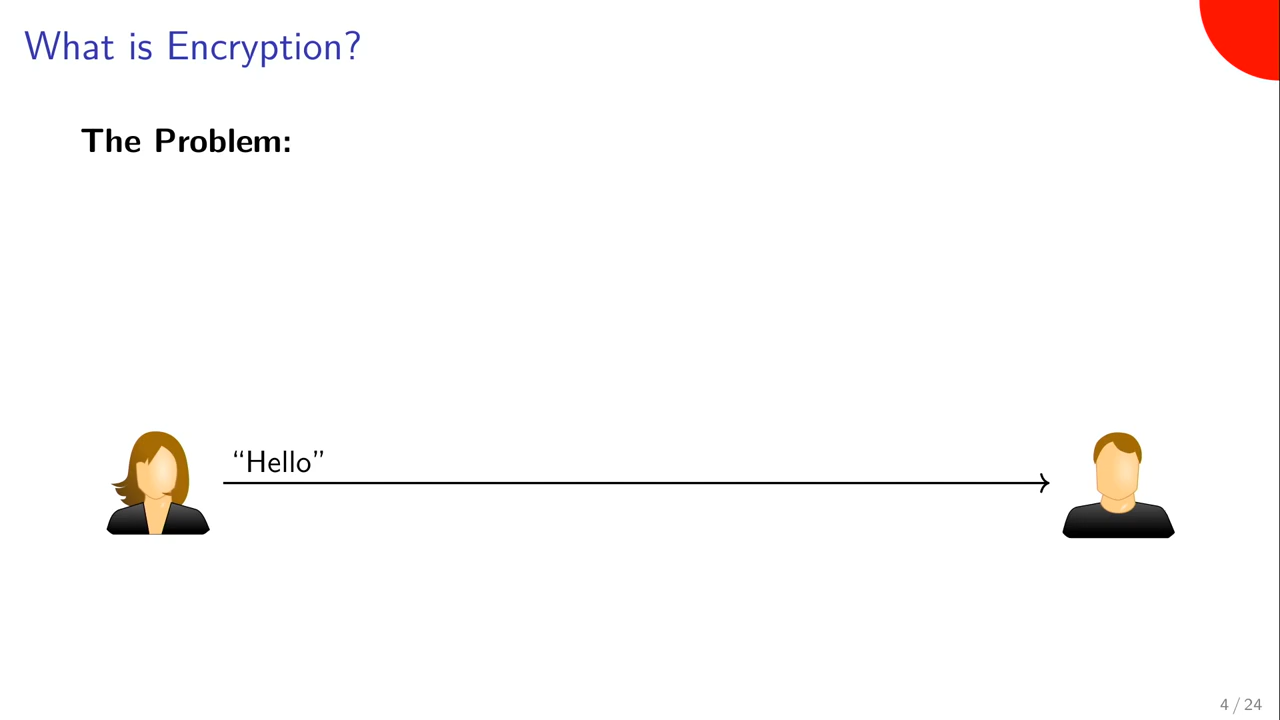 What is Encryption?
The Problem:
“Hello”
4 / 24